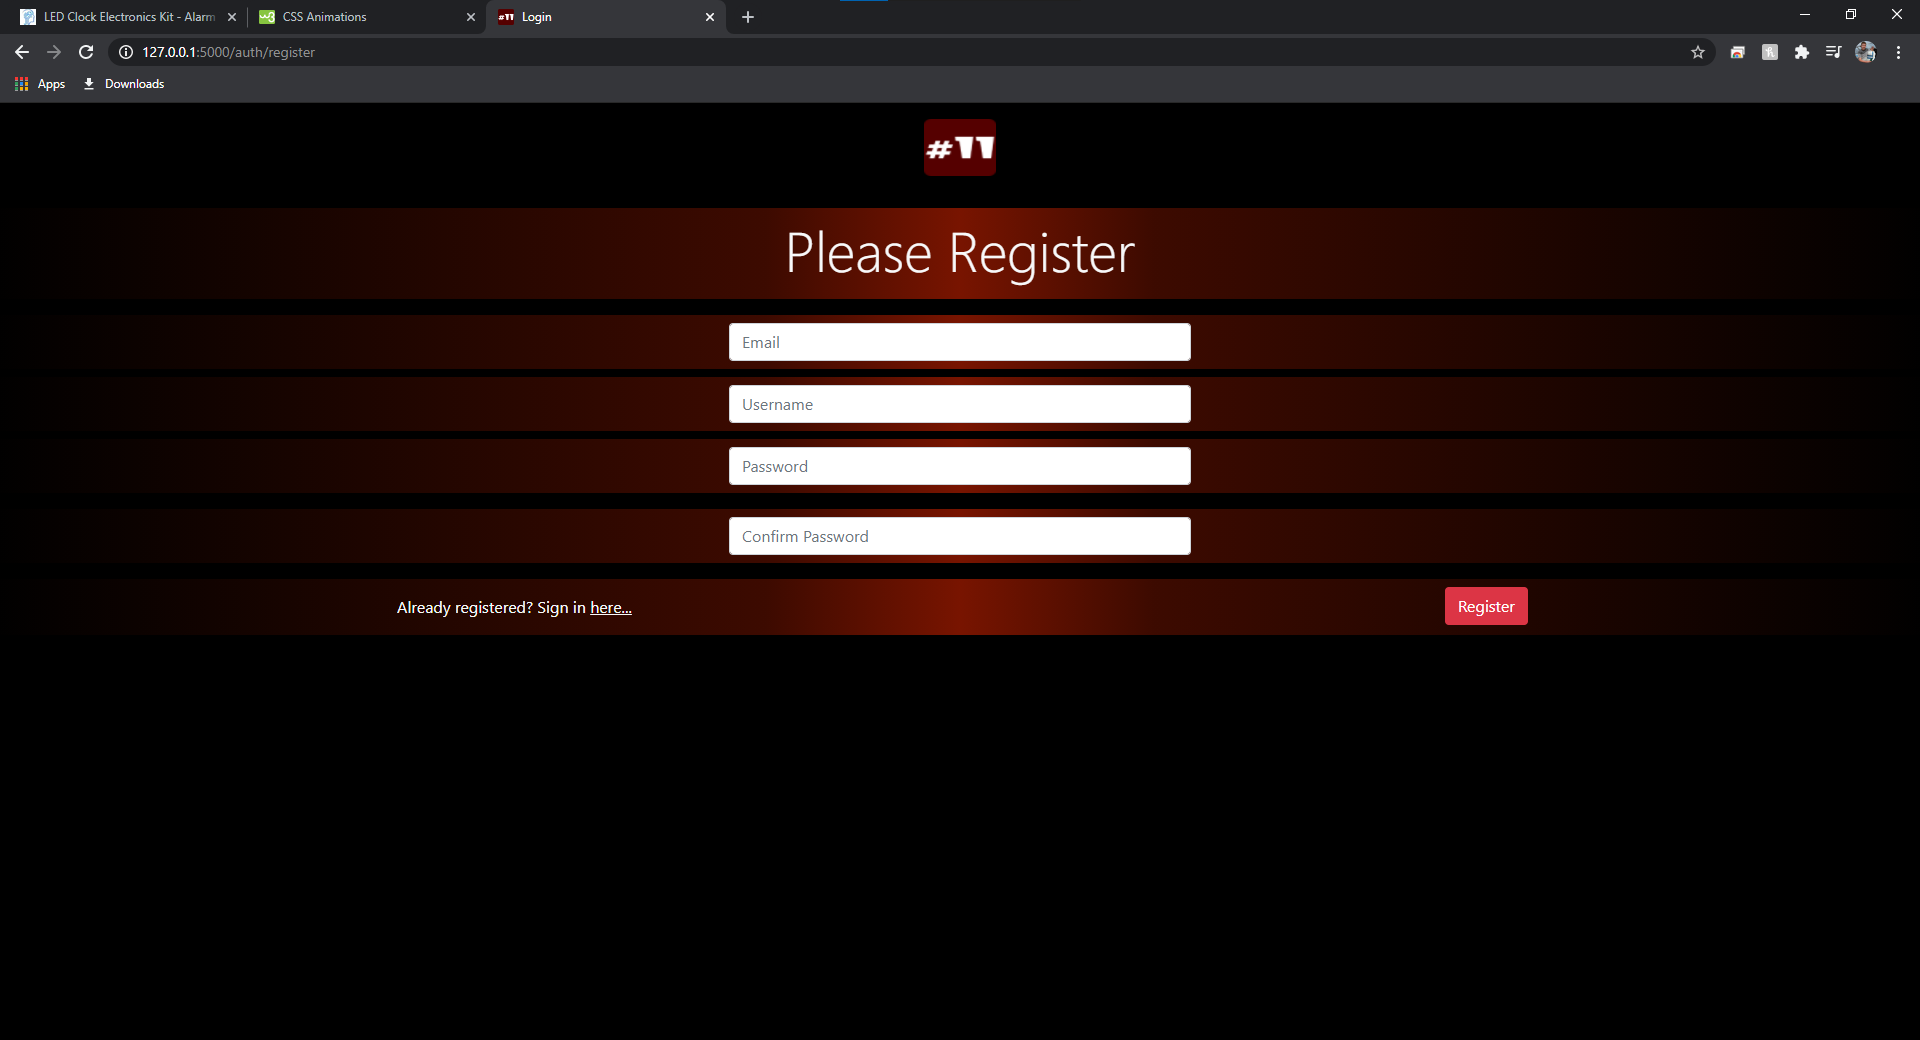 LED Clock Electronics Kit - Alarm
CSS Animations
#11 Login
127.0.0.1:5000/auth/register
Apps
Downloads
#11
Please Register
Email
Username
Password
Confirm Password
Already registered? Sign in here...
Register